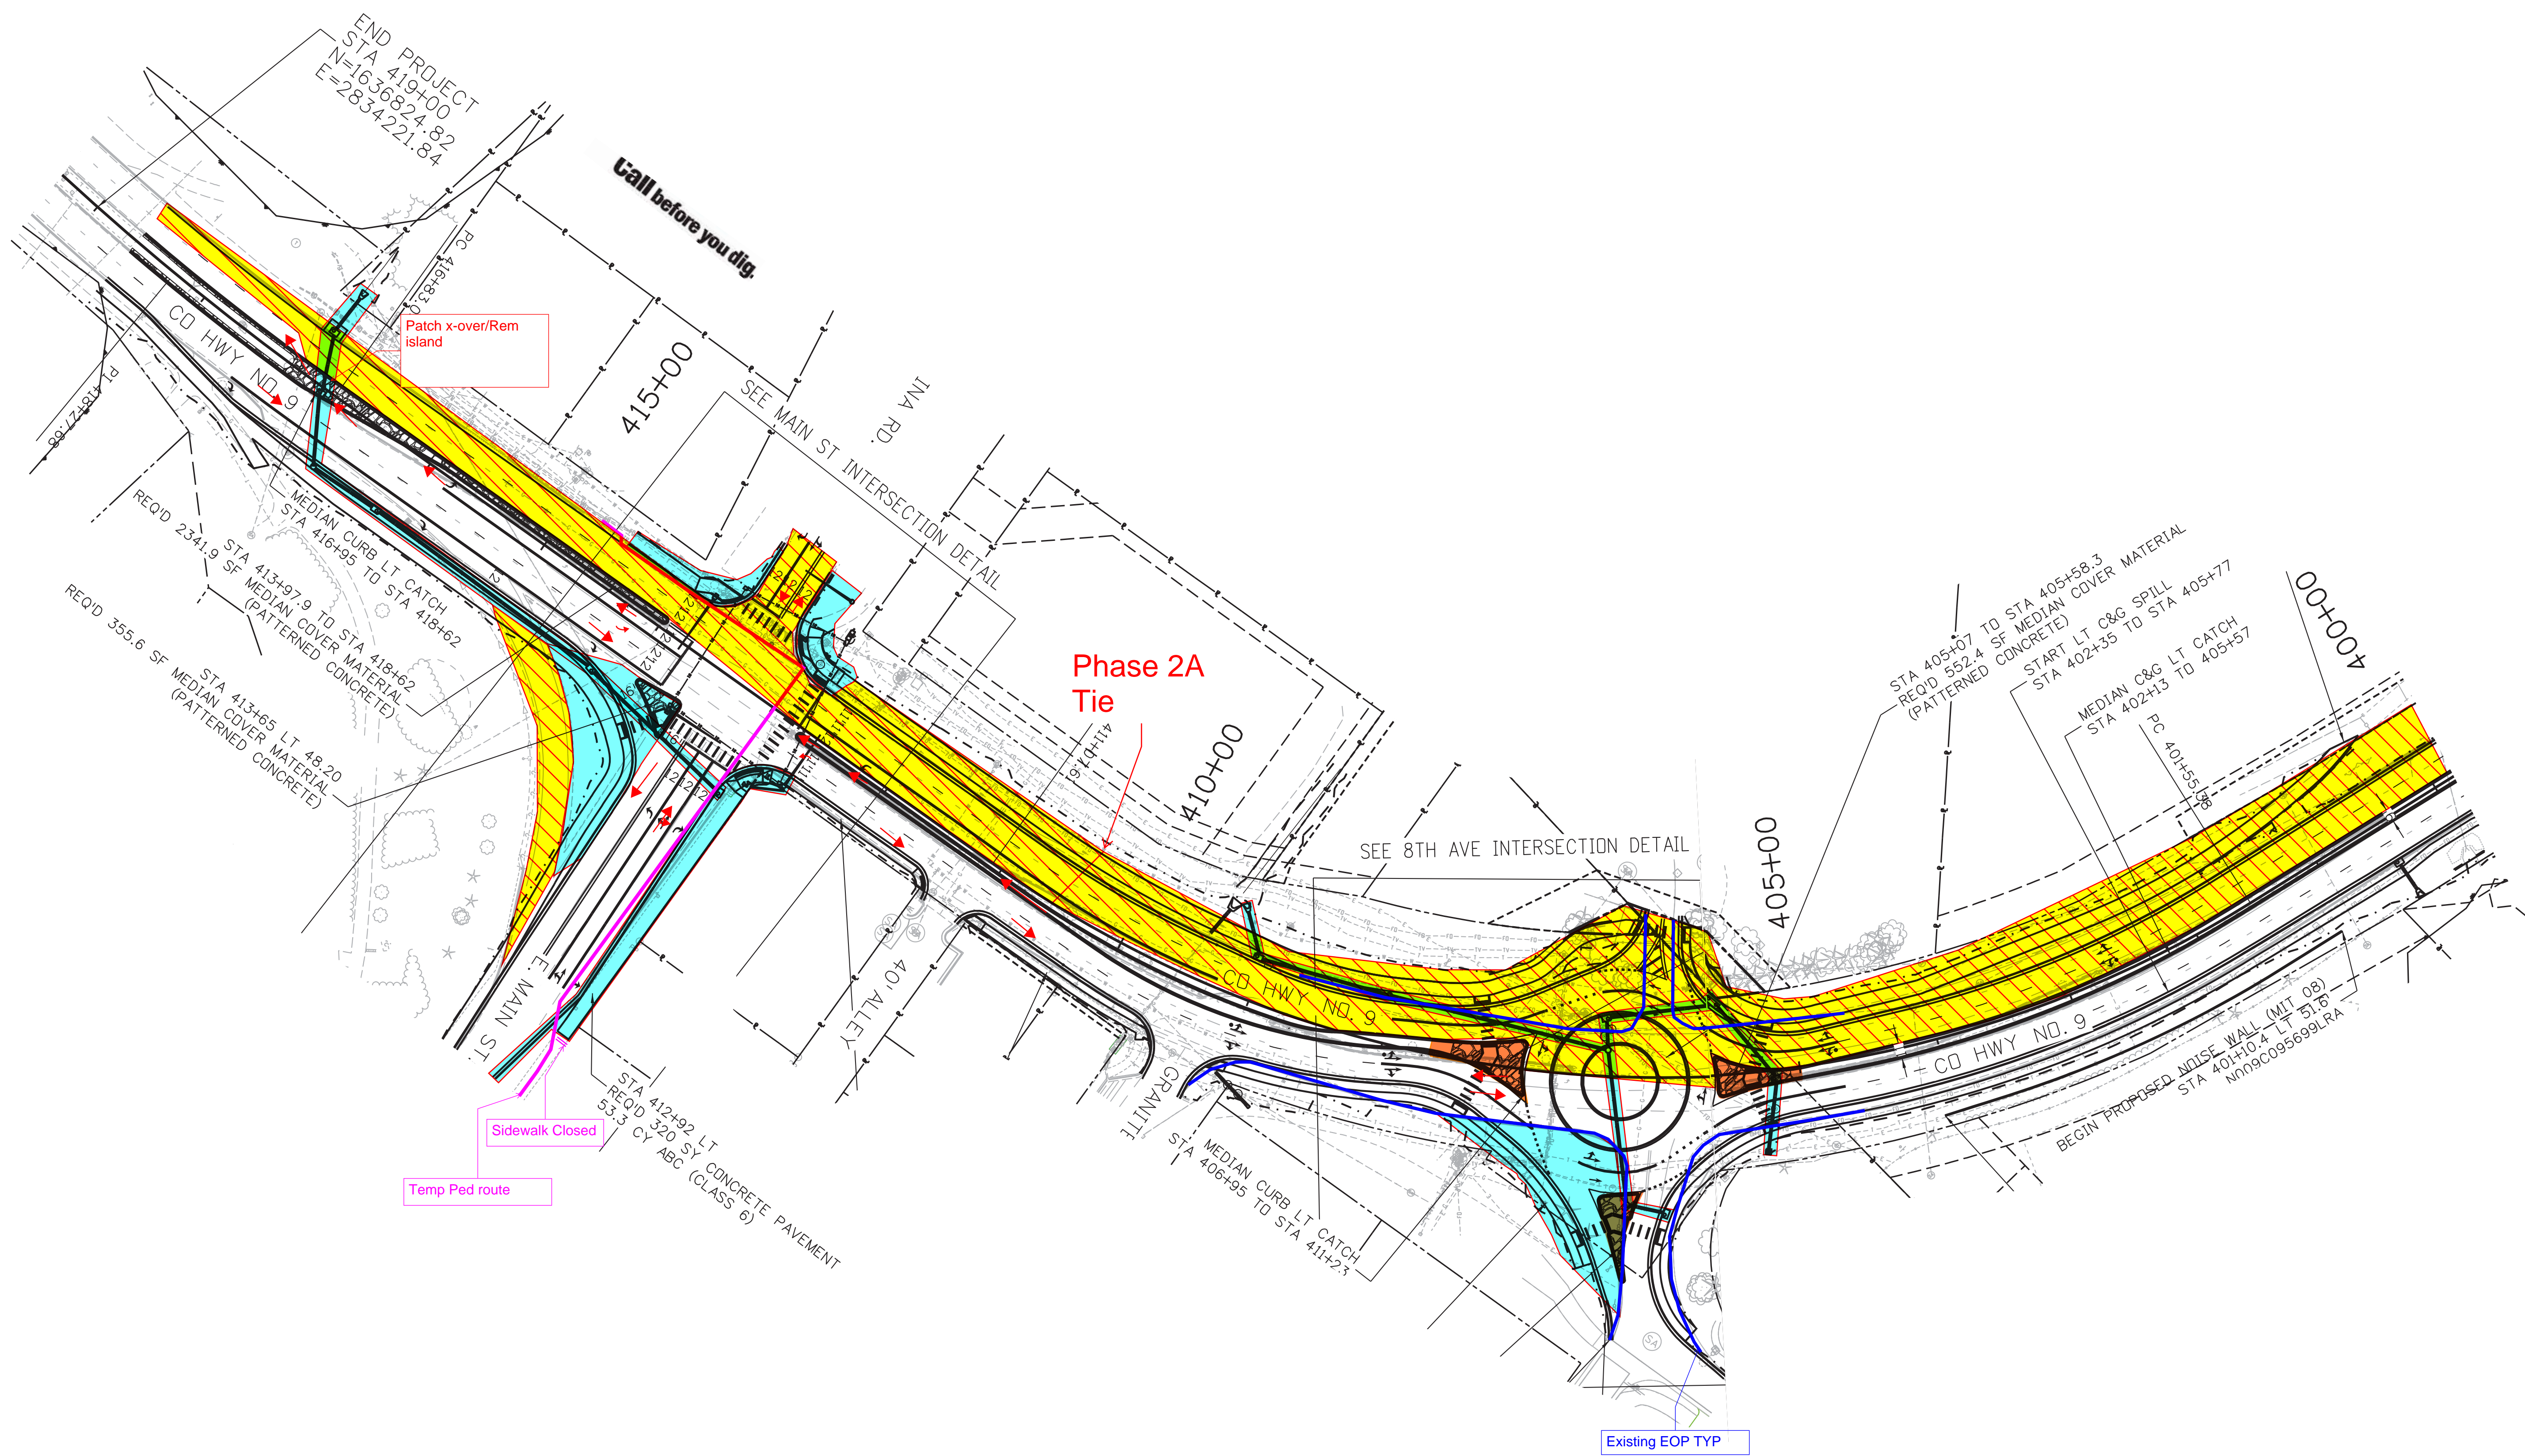 END PROJECT
STA 419+00
N=1636824.82
E=2834221.84
Call before you dig.
PC 416+83.0
Patch x-over/Rem
island
CO HWY NO. 9
PI 418+27.68
415+00
SEE MAIN ST INTERSECTION DETAIL
INA RD.
MEDIAN CURB LT CATCH
STA 416+95 TO STA 418+62
STA 413+97.9 TO STA 418+62
REQ'D 2341.9 SF MEDIAN COVER MATERIAL
(PATTERNED CONCRETE)
STA 413+65 LT 48.20
REQ'D 355.6 SF MEDIAN COVER MATERIAL
(PATTERNED CONCRETE)
Phase 2A
Tie
411+07.61
410+00
SEE 8TH AVE INTERSECTION DETAIL
405+00
STA 405+07 TO STA 405+58.3
REQ'D 552.4 SF MEDIAN COVER MATERIAL
(PATTERNED CONCRETE)
START LT C&G SPILL
STA 402+35 TO STA 405+77
MEDIAN C&G LT CATCH
STA 402+13 TO 405+57
PC 401+55.38
400+00
CO HWY NO. 9
CO HWY NO. 9
BEGIN PROPOSED NOISE WALL (MIT 08)
STA 401+10.4 LT 51.6'
N009C095699LRA
E. MAIN ST.
40' ALLEY
GRANITE
MEDIAN CURB LT CATCH
STA 406+95 TO STA 411+23
STA 412+92 LT
REQ'D 320 SY CONCRETE PAVEMENT
53.3 CY ABC (CLASS 6)
Sidewalk Closed
Temp Ped route
SA
Existing EOP TYP